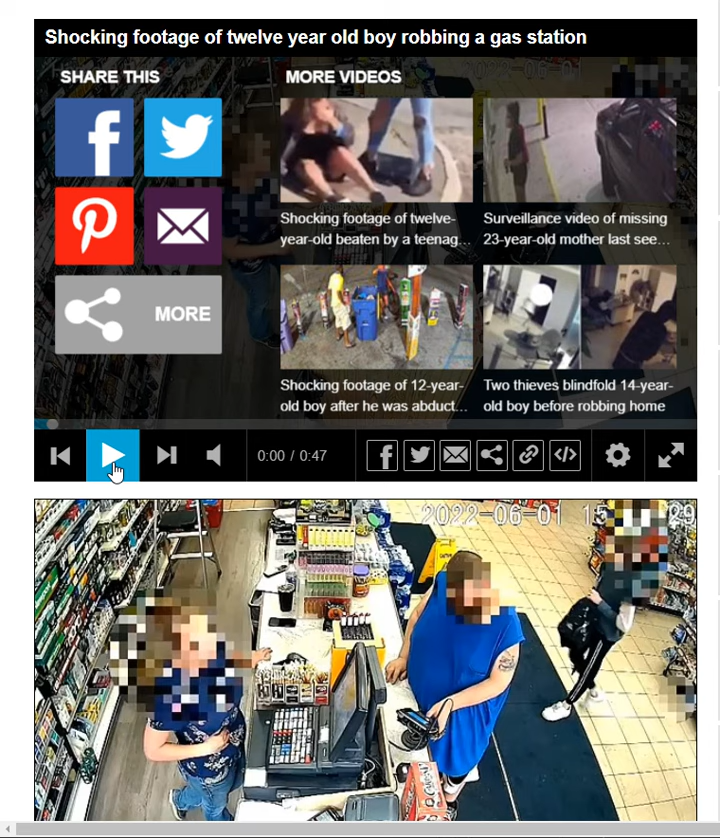 Shocking footage of twelve year old boy robbing a gas station
SHARE THIS
MORE VIDEOS
Shocking footage of twelve-
year-old beaten by a teenag...
Surveillance video of missing
23-year-old mother last see...
MORE
Shocking footage of 12-year-
old boy after he was abduct...
Two thieves blindfold 14-year-
old boy before robbing home
0:00 / 0:47
2022-06-01 15
29
CAUTION